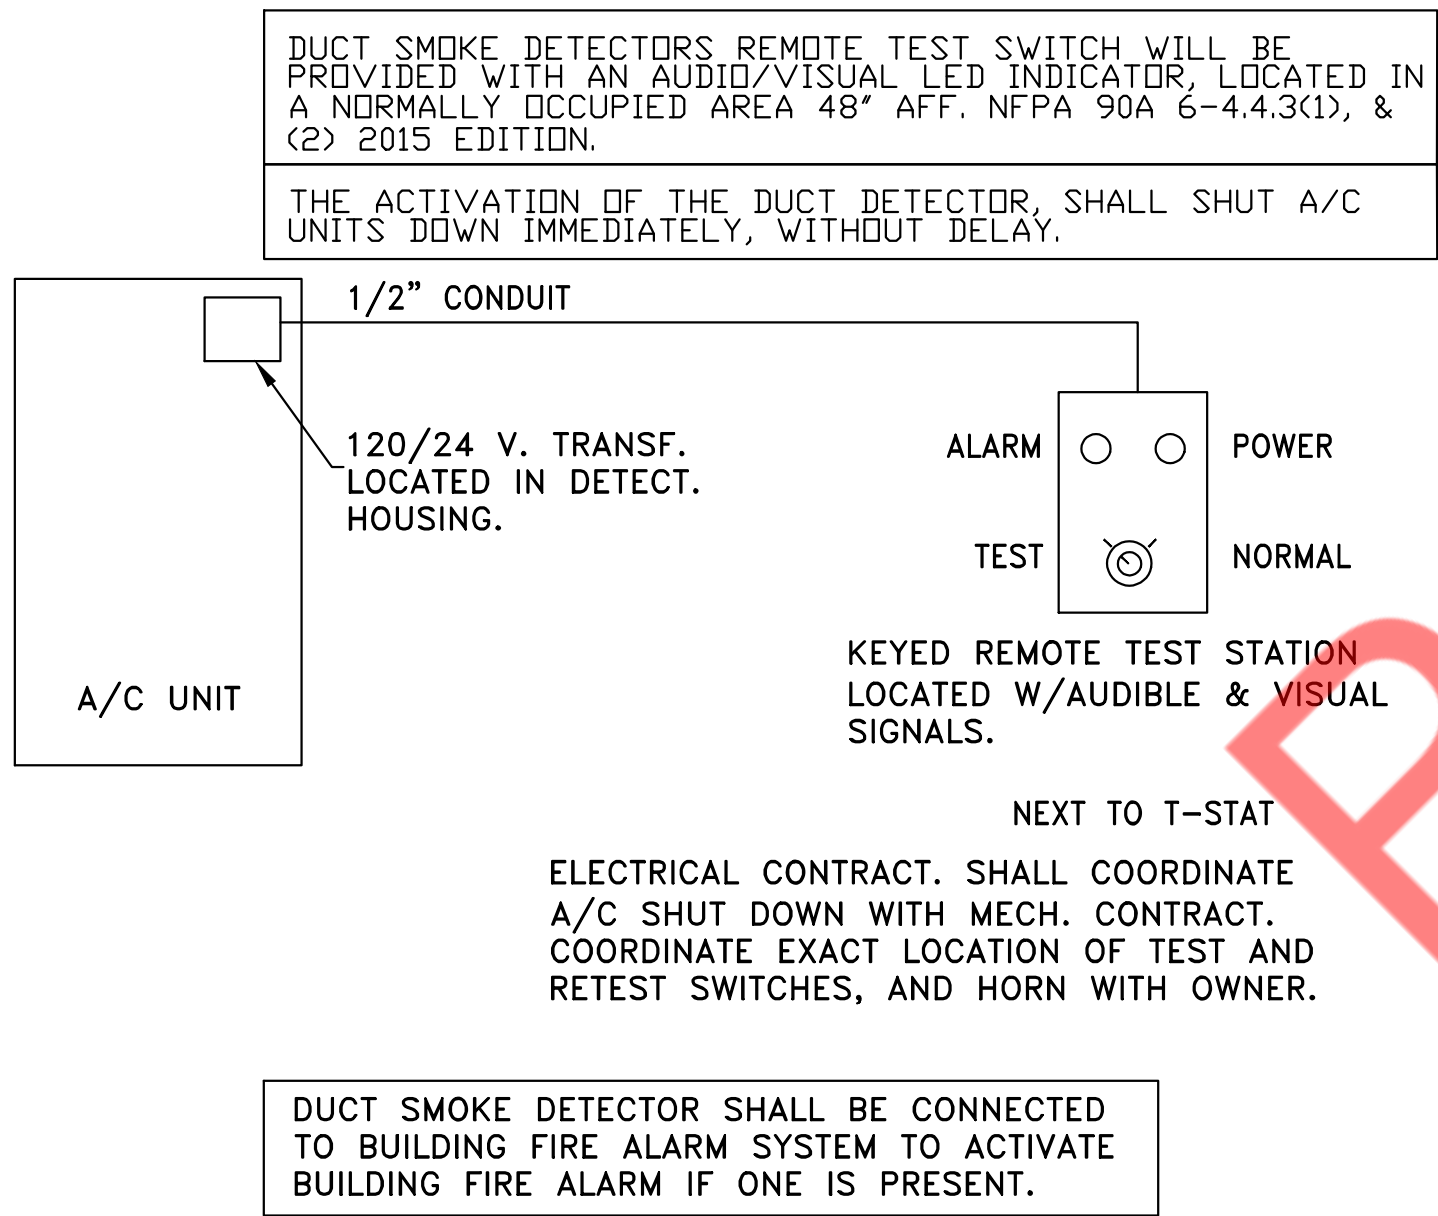 DUCT SMOKE DETECTORS REMOTE TEST SWITCH WILL BE
PROVIDED WITH AN AUDIO/VISUAL LED INDICATOR, LOCATED IN
A NORMALLY OCCUPIED AREA 48" AFF. NFPA 90A 6-4.4.3(1), &
(2) 2015 EDITION.
THE ACTIVATION OF THE DUCT DETECTOR, SHALL SHUT A/C
UNITS DOWN IMMEDIATELY, WITHOUT DELAY.
1/2" CONDUIT
120/24 V. TRANSF.
LOCATED IN DETECT.
HOUSING.
A/C UNIT
ALARM
POWER
TEST
NORMAL
KEYED REMOTE TEST STATION
LOCATED W/AUDIBLE & VISUAL
SIGNALS.
NEXT TO T-STAT
ELECTRICAL CONTRACT. SHALL COORDINATE
A/C SHUT DOWN WITH MECH. CONTRACT.
COORDINATE EXACT LOCATION OF TEST AND
RETEST SWITCHES, AND HORN WITH OWNER.
DUCT SMOKE DETECTOR SHALL BE CONNECTED
TO BUILDING FIRE ALARM SYSTEM TO ACTIVATE
BUILDING FIRE ALARM IF ONE IS PRESENT.
P